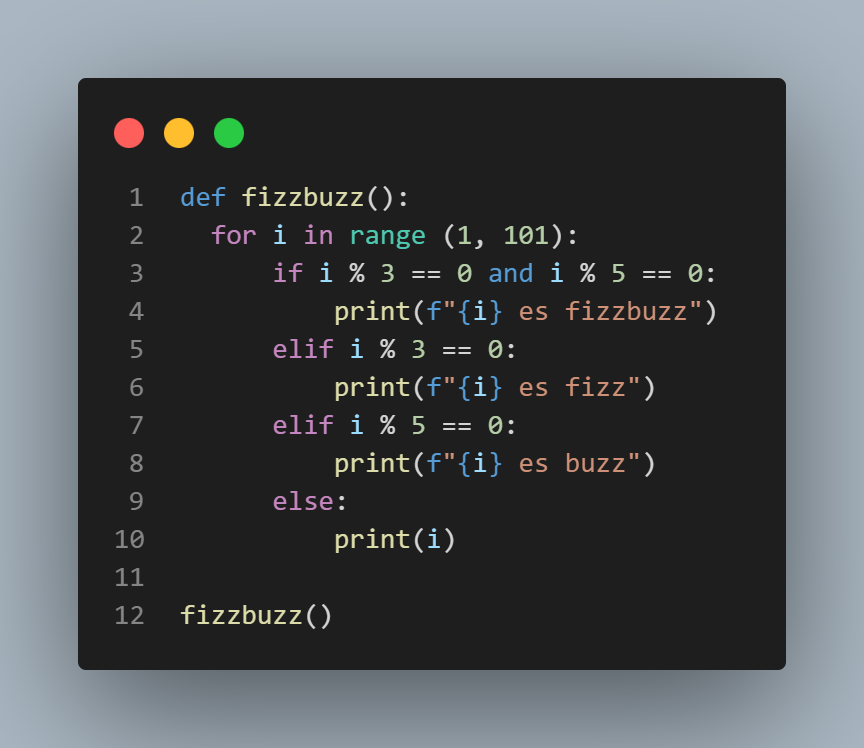 1 def fizzbuzz():
2   for i in range (1, 101):
3       if i % 3 == 0 and i % 5 == 0:
4           print(f"{i} es fizzbuzz")
5       elif i % 3 == 0:
6           print(f"{i} es fizz")
7       elif i % 5 == 0:
8           print(f"{i} es buzz")
9       else:
10           print(i)
11
12 fizzbuzz()